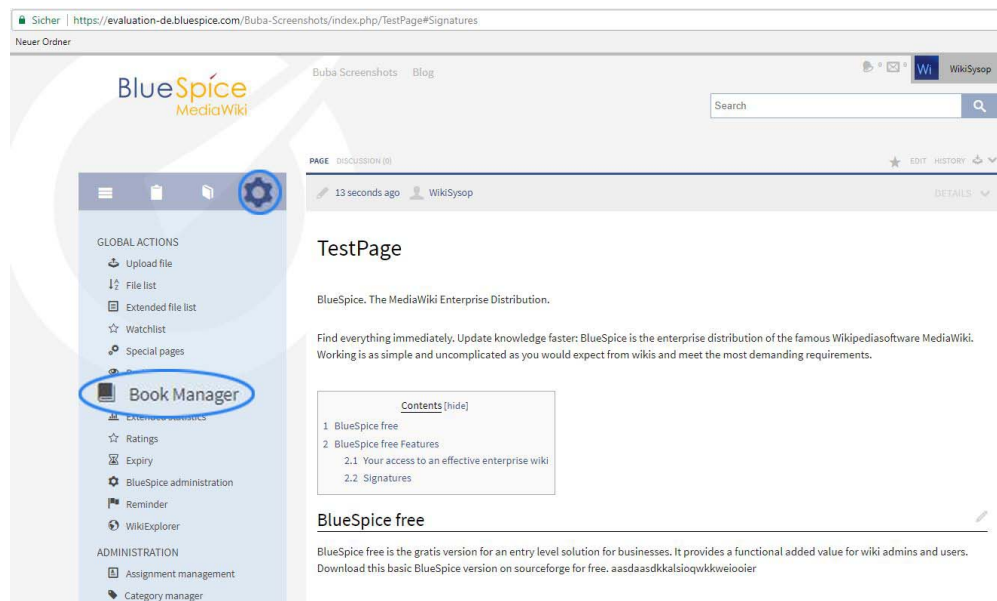 Sicher | https://evaluation-de.bluespice.com/Buba-Screenshots/index.php/TestPage#Signatures
Neuer Ordner
BlueSpice
MediaWiki
Buba Screenshots Blog
Wi WikiSysop
Search
PAGE DISCUSSION (0)
EDIT HISTORY
13 seconds ago WikiSysop
DETAILS
GLOBAL ACTIONS
Upload file
File list
Extended file list
Watchlist
Special pages
Book Manager
Extended statistics
Ratings
Expiry
BlueSpice administration
Reminder
WikiExplorer
ADMINISTRATION
Assignment management
Category manager
TestPage
BlueSpice. The MediaWiki Enterprise Distribution.
Find everything immediately. Update knowledge faster: BlueSpice is the enterprise distribution of the famous Wikipediasoftware MediaWiki.
Working is as simple and uncomplicated as you would expect from wikis and meet the most demanding requirements.
Contents [hide]
1 BlueSpice free
2 BlueSpice free Features
2.1 Your access to an effective enterprise wiki
2.2 Signatures
BlueSpice free
BlueSpice free is the gratis version for an entry level solution for businesses. It provides a functional added value for wiki admins and users.
Download this basic BlueSpice version on sourceforge for free. aasdaasdkkalsioqwkkweiooier